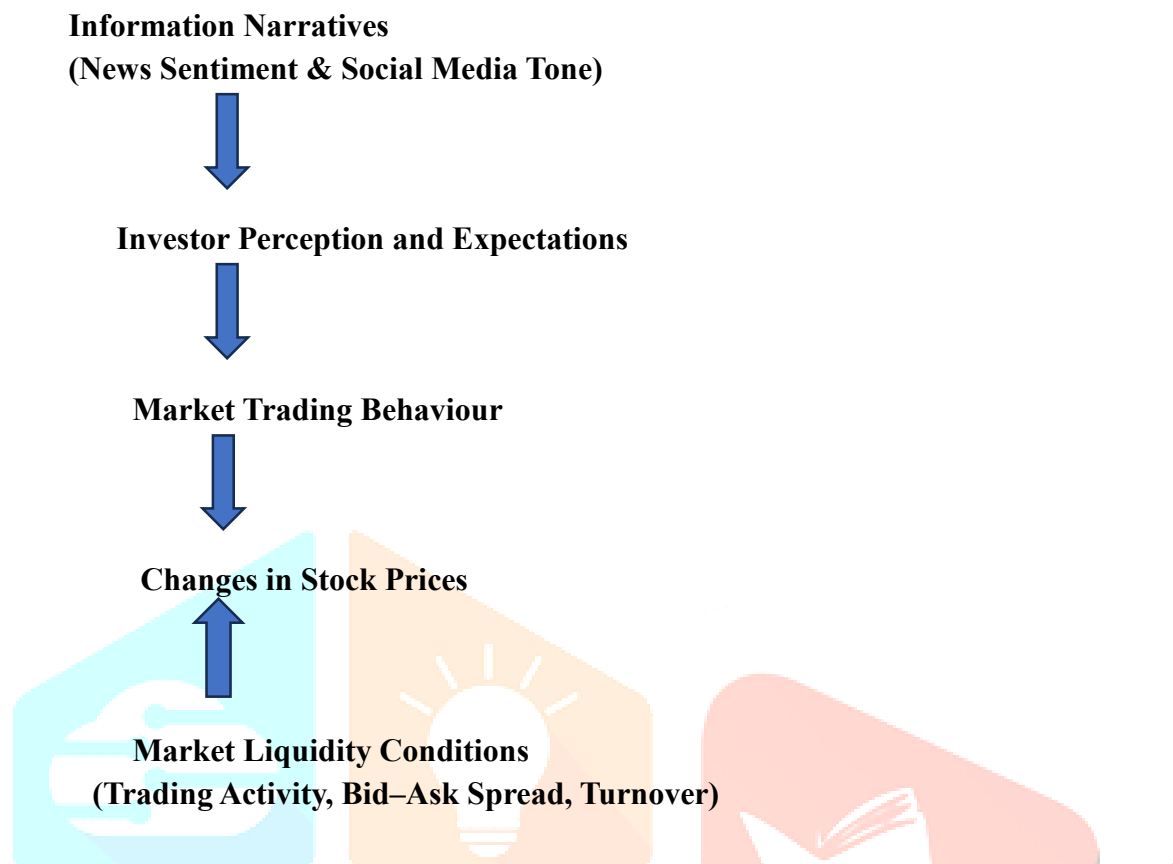 Information Narratives
(News Sentiment & Social Media Tone)
Investor Perception and Expectations
Market Trading Behaviour
Changes in Stock Prices
Market Liquidity Conditions
(Trading Activity, Bid–Ask Spread, Turnover)